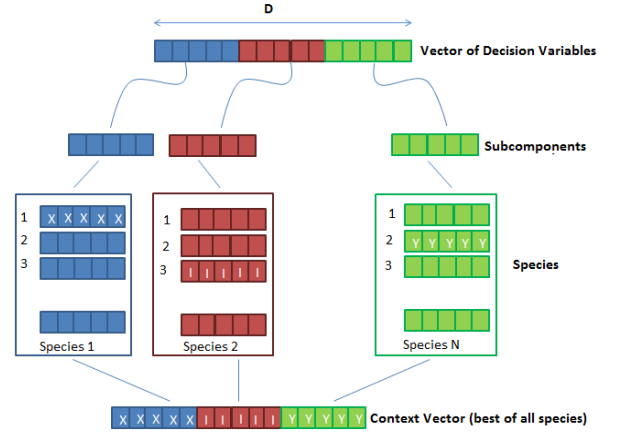 D
Vector of Decision Variables
Subcomponents
1 X X X X X
2
3
Species 1
1
2
3 I I I I I
Species 2
1
2 Y Y Y Y Y
3
Species N
Species
X X X X X I I I I I Y Y Y Y Y Context Vector (best of all species)